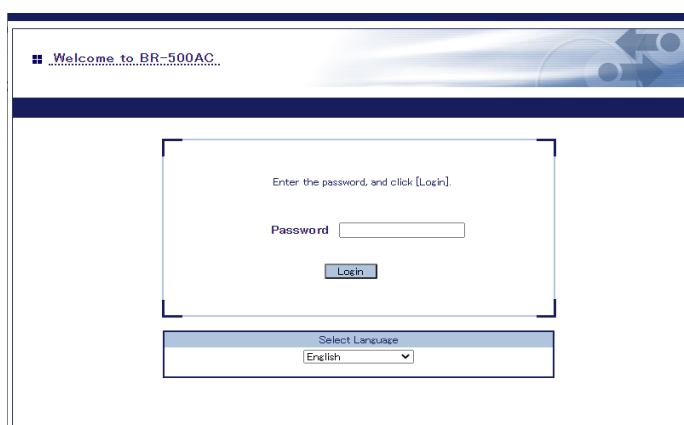 Welcome to BR-500AC
Enter the password, and click [Login].
Password
Login
Select Language
English